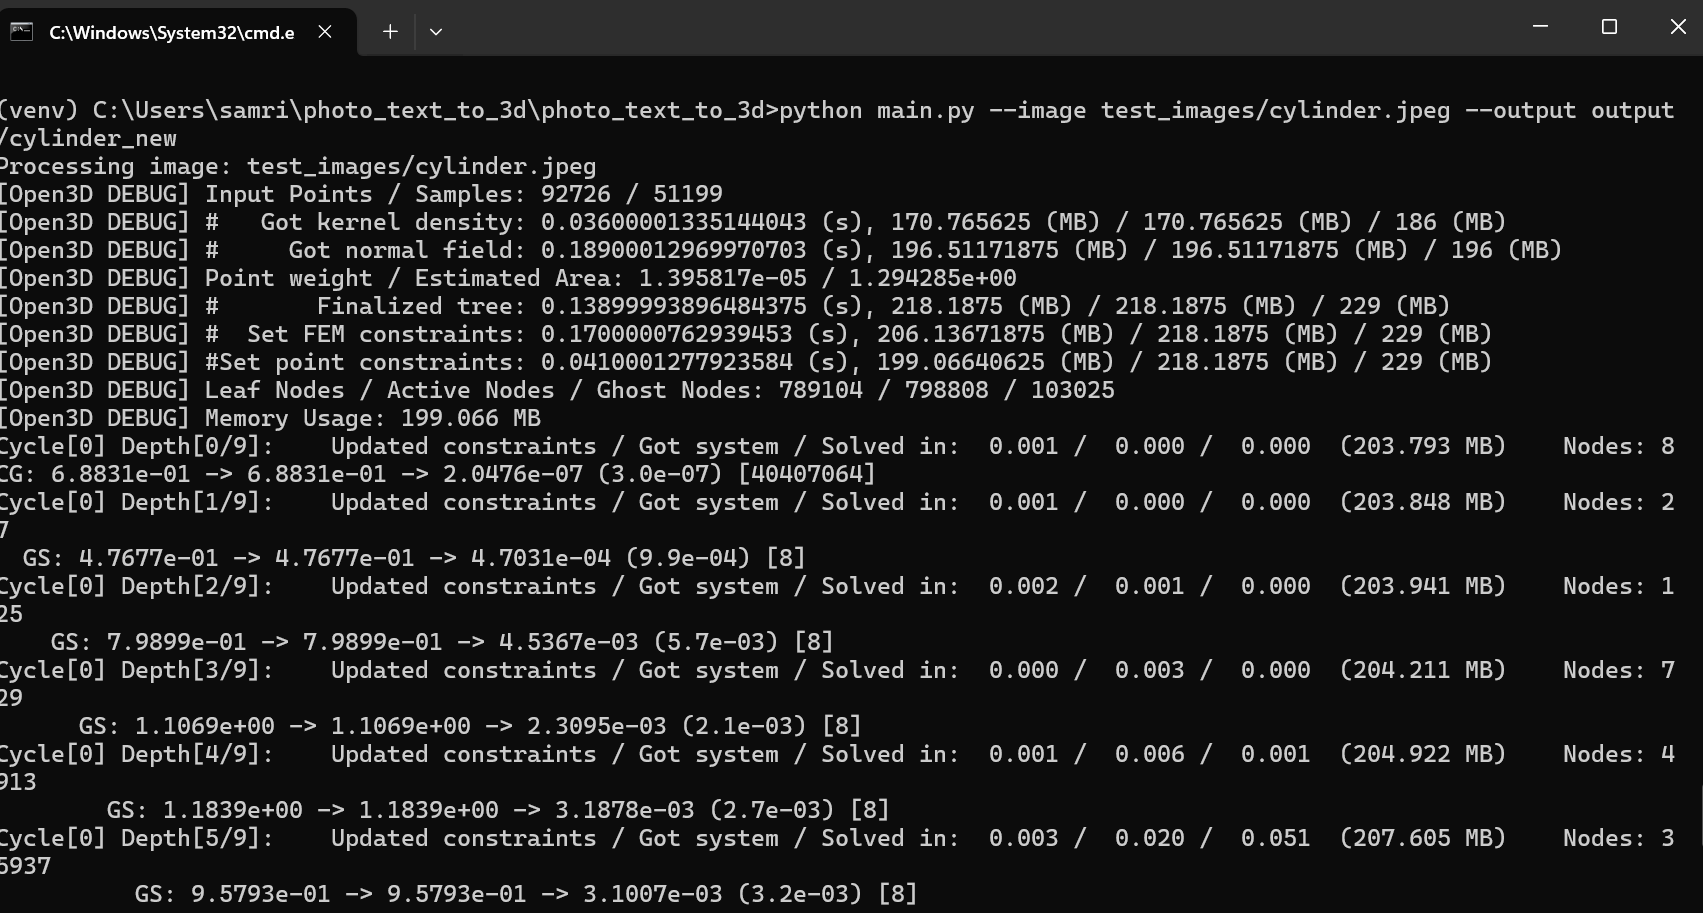 C:\Windows\System32\cmd.e
(venv) C:\Users\samri\photo_text_to_3d\photo_text_to_3d>python main.py --image test_images/cylinder.jpeg --output output
/cylinder_new
Processing image: test_images/cylinder.jpeg
[Open3D DEBUG] Input Points / Samples: 92726 / 51199
[Open3D DEBUG] #   Got kernel density: 0.03600001335144043 (s), 170.765625 (MB) / 170.765625 (MB) / 186 (MB)
[Open3D DEBUG] #     Got normal field: 0.18900012969970703 (s), 196.51171875 (MB) / 196.51171875 (MB) / 196 (MB)
[Open3D DEBUG] Point weight / Estimated Area: 1.395817e-05 / 1.294285e+00
[Open3D DEBUG] #       Finalized tree: 0.13899993896484375 (s), 218.1875 (MB) / 218.1875 (MB) / 229 (MB)
[Open3D DEBUG] #  Set FEM constraints: 0.1700000762939453 (s), 206.13671875 (MB) / 218.1875 (MB) / 229 (MB)
[Open3D DEBUG] #Set point constraints: 0.0410001277923584 (s), 199.06640625 (MB) / 218.1875 (MB) / 229 (MB)
[Open3D DEBUG] Leaf Nodes / Active Nodes / Ghost Nodes: 789104 / 798808 / 103025
[Open3D DEBUG] Memory Usage: 199.066 MB
Cycle[0] Depth[0/9]:    Updated constraints / Got system / Solved in:  0.001 /  0.000 /  0.000  (203.793 MB)    Nodes: 8
CG: 6.8831e-01 -> 6.8831e-01 -> 2.0476e-07 (3.0e-07) [40407064]
Cycle[0] Depth[1/9]:    Updated constraints / Got system / Solved in:  0.001 /  0.000 /  0.000  (203.848 MB)    Nodes: 2
7
  GS: 4.7677e-01 -> 4.7677e-01 -> 4.7031e-04 (9.9e-04) [8]
Cycle[0] Depth[2/9]:    Updated constraints / Got system / Solved in:  0.002 /  0.001 /  0.000  (203.941 MB)    Nodes: 1
25
    GS: 7.9899e-01 -> 7.9899e-01 -> 4.5367e-03 (5.7e-03) [8]
Cycle[0] Depth[3/9]:    Updated constraints / Got system / Solved in:  0.000 /  0.003 /  0.000  (204.211 MB)    Nodes: 7
29
      GS: 1.1069e+00 -> 1.1069e+00 -> 2.3095e-03 (2.1e-03) [8]
Cycle[0] Depth[4/9]:    Updated constraints / Got system / Solved in:  0.001 /  0.006 /  0.001  (204.922 MB)    Nodes: 4
913
        GS: 1.1839e+00 -> 1.1839e+00 -> 3.1878e-03 (2.7e-03) [8]
Cycle[0] Depth[5/9]:    Updated constraints / Got system / Solved in:  0.003 /  0.020 /  0.051  (207.605 MB)    Nodes: 3
5937
          GS: 9.5793e-01 -> 9.5793e-01 -> 3.1007e-03 (3.2e-03) [8]